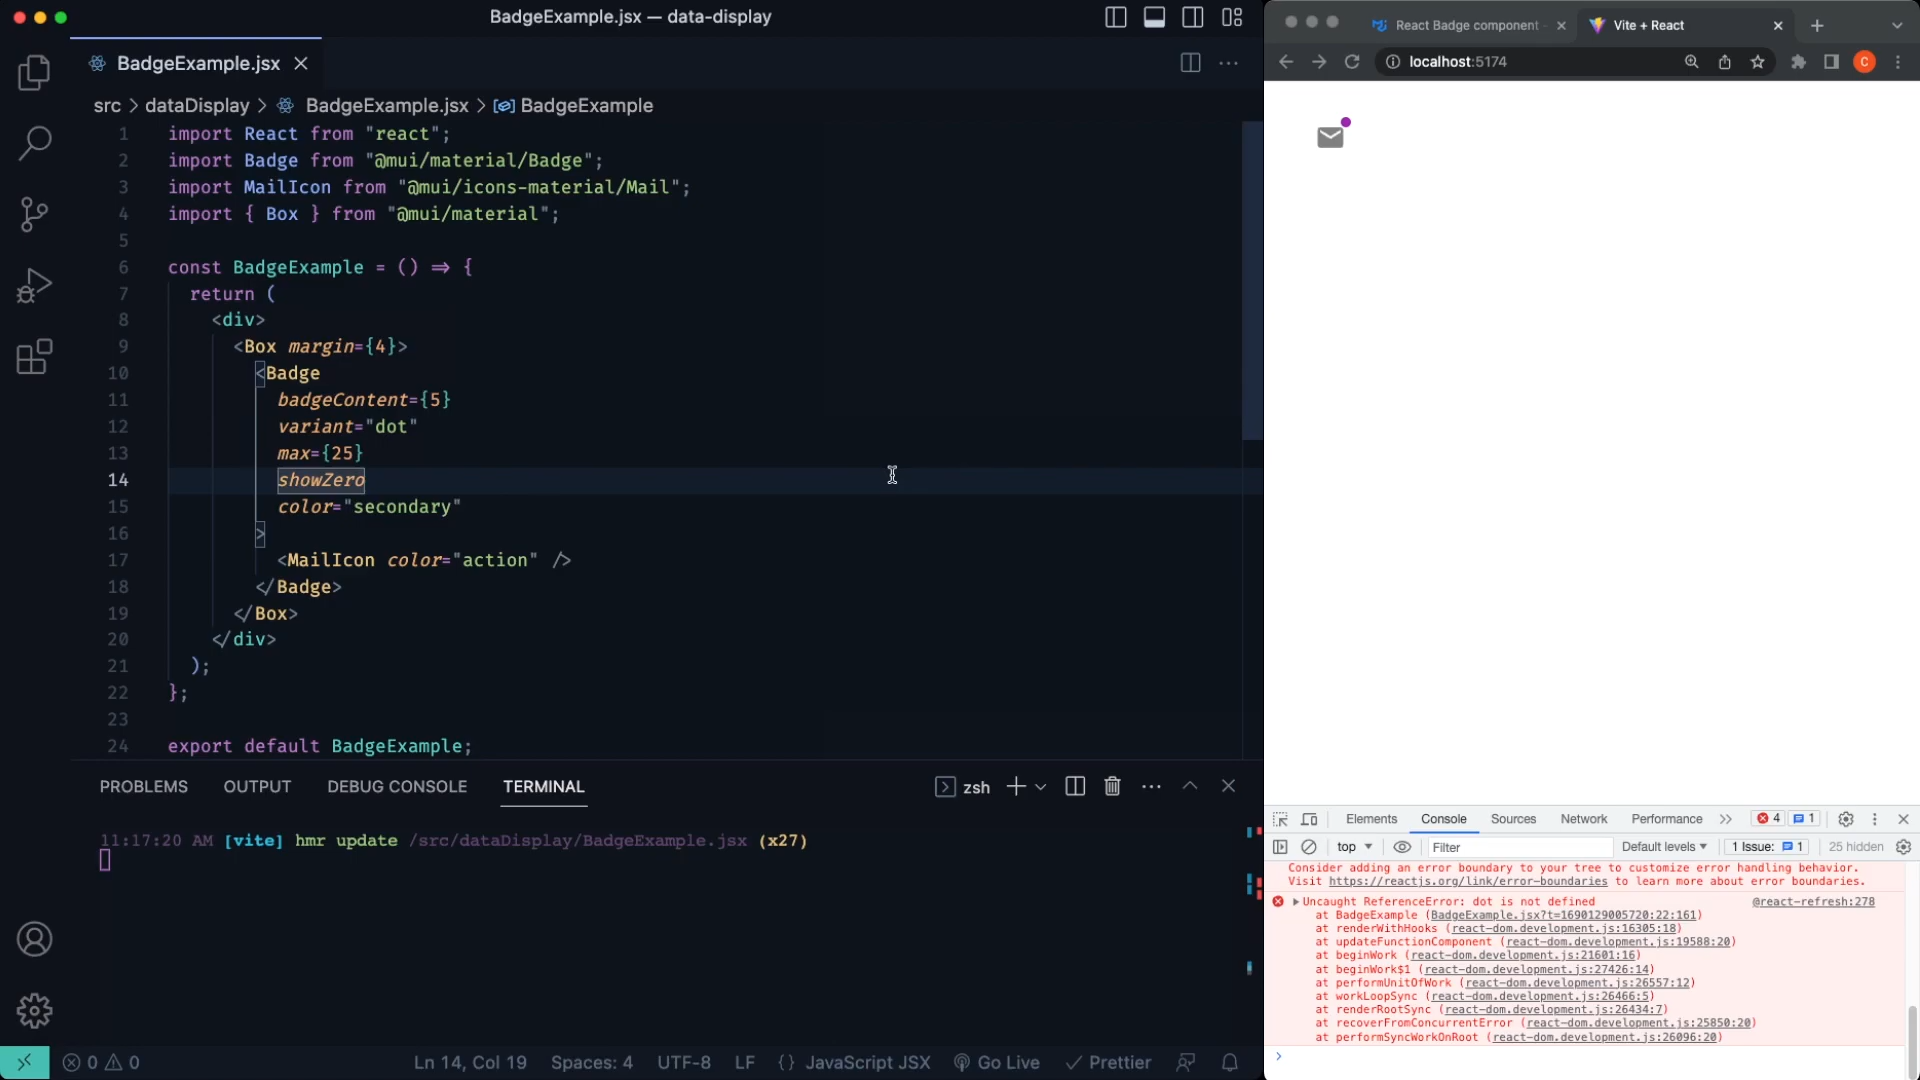 BadgeExample.jsx — data-display
BadgeExample.jsx
src > dataDisplay > BadgeExample.jsx > BadgeExample
1 import React from "react";
2 import Badge from "@mui/material/Badge";
3 import MailIcon from "@mui/icons-material/Mail";
4 import { Box } from "@mui/material";
5
6 const BadgeExample = () => {
7 return (
8 <div>
9 <Box margin={4}>
10 <Badge
11 badgeContent={5}
12 variant="dot"
13 max={25}
14 showZero
15 color="secondary"
16 >
17 <MailIcon color="action" />
18 </Badge>
19 </Box>
20 </div>
21 );
22 };
23
24 export default BadgeExample;
PROBLEMS OUTPUT DEBUG CONSOLE TERMINAL zsh
11:17:20 AM [vite] hmr update /src/dataDisplay/BadgeExample.jsx (x27)
0 0 Ln 14, Col 19 Spaces: 4 UTF-8 LF {} JavaScript JSX Go Live Prettier
React Badge component - Vite + React
localhost:5174 C
Elements Console Sources Network Performance 4 1
top Filter Default levels 1 Issue: 1 25 hidden
Consider adding an error boundary to your tree to customize error handling behavior.
Visit https://reactjs.org/link/error-boundaries to learn more about error boundaries.
Uncaught ReferenceError: dot is not defined @react-refresh:278
at BadgeExample (BadgeExample.jsx?t=1690129005720:22:161)
at renderWithHooks (react-dom.development.js:16305:18)
at updateFunctionComponent (react-dom.development.js:19588:20)
at beginWork (react-dom.development.js:21601:16)
at beginWork$1 (react-dom.development.js:27426:14)
at performUnitOfWork (react-dom.development.js:26557:12)
at workLoopSync (react-dom.development.js:26466:5)
at renderRootSync (react-dom.development.js:26434:7)
at recoverFromConcurrentError (react-dom.development.js:25850:20)
at performSyncWorkOnRoot (react-dom.development.js:26096:20)